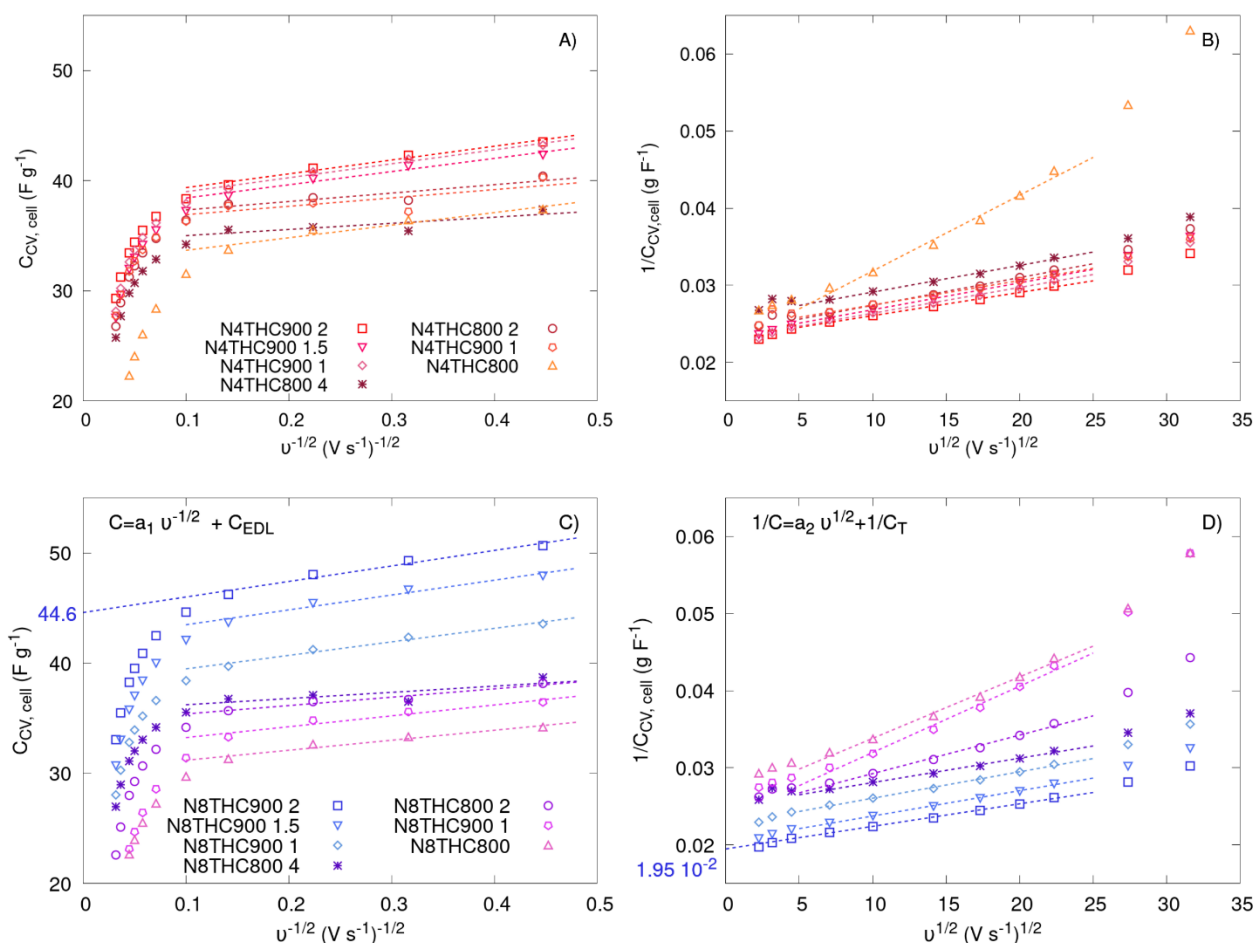 A)
50
40
30
20
C_CV, cell (F g⁻¹)
N4THC900 2
N4THC900 1.5
N4THC900 1
N4THC800 4
N4THC800 2
N4THC900 1
N4THC800
0 0.1 0.2 0.3 0.4 0.5
υ⁻¹/² (V s⁻¹)⁻¹/²
B)
0.06
0.05
0.04
0.03
0.02
1/C_CV,cell (g F⁻¹)
0 5 10 15 20 25 30 35
υ¹/² (V s⁻¹)¹/²
C=a₁ υ⁻¹/² + C_EDL
C)
50
44.6
40
30
20
C_CV, cell (F g⁻¹)
N8THC900 2
N8THC900 1.5
N8THC900 1
N8THC800 4
N8THC800 2
N8THC900 1
N8THC800
0 0.1 0.2 0.3 0.4 0.5
υ⁻¹/² (V s⁻¹)⁻¹/²
1/C=a₂ υ¹/²+1/C_T
D)
0.06
0.05
0.04
0.03
0.02
1.95 10⁻²
1/C_CV, cell (g F⁻¹)
0 5 10 15 20 25 30 35
υ¹/² (V s⁻¹)¹/²